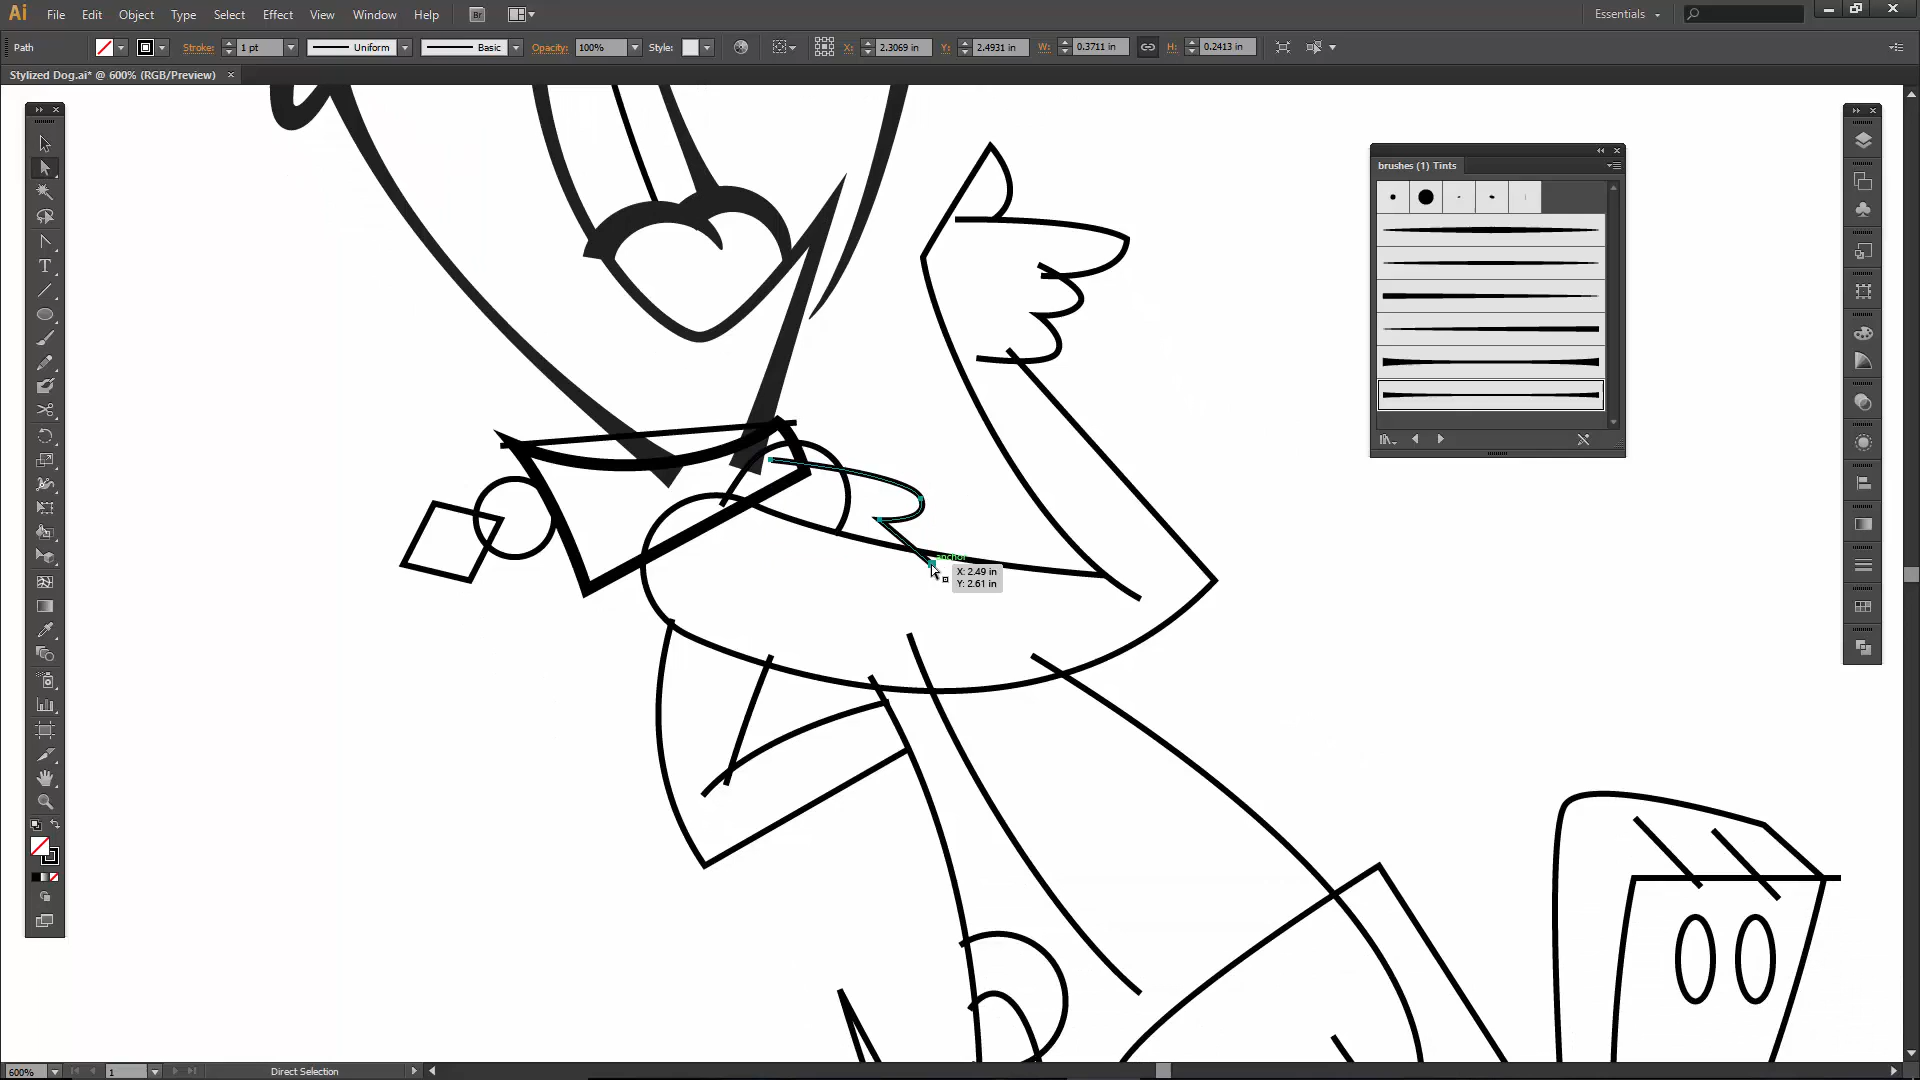 Ai File Edit Object Type Select Effect View Window Help Br Essentials
Path Stroke: 1 pt Uniform Basic Opacity: 100% Style: X: 2.3069 in Y: 2.4931 in W: 0.3711 in H: 0.2413 in
Stylized Dog.ai* @ 600% (RGB/Preview)
brushes (1) Tints
anchor
X: 2.49 in
Y: 2.61 in
600% 1 Direct Selection